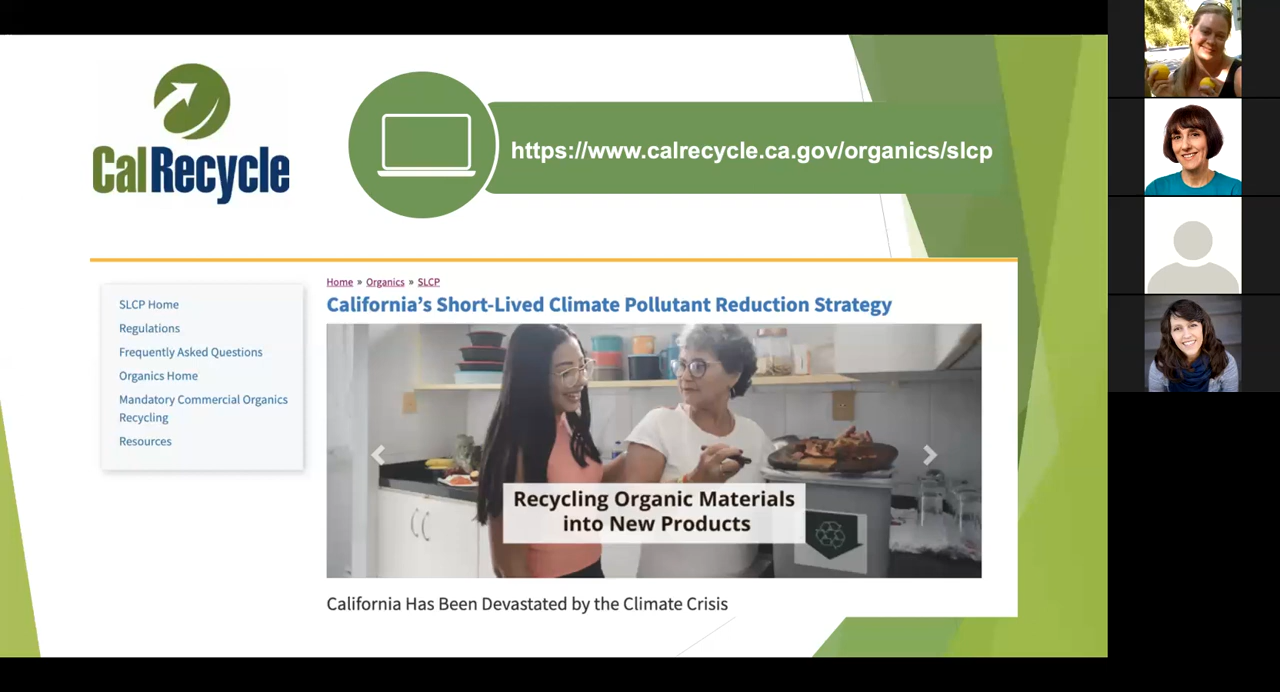 CalRecycle
https://www.calrecycle.ca.gov/organics/slcp
Home » Organics » SLCP
California’s Short-Lived Climate Pollutant Reduction Strategy
SLCP Home
Regulations
Frequently Asked Questions
Organics Home
Mandatory Commercial Organics
Recycling
Resources
Recycling Organic Materials
into New Products
California Has Been Devastated by the Climate Crisis